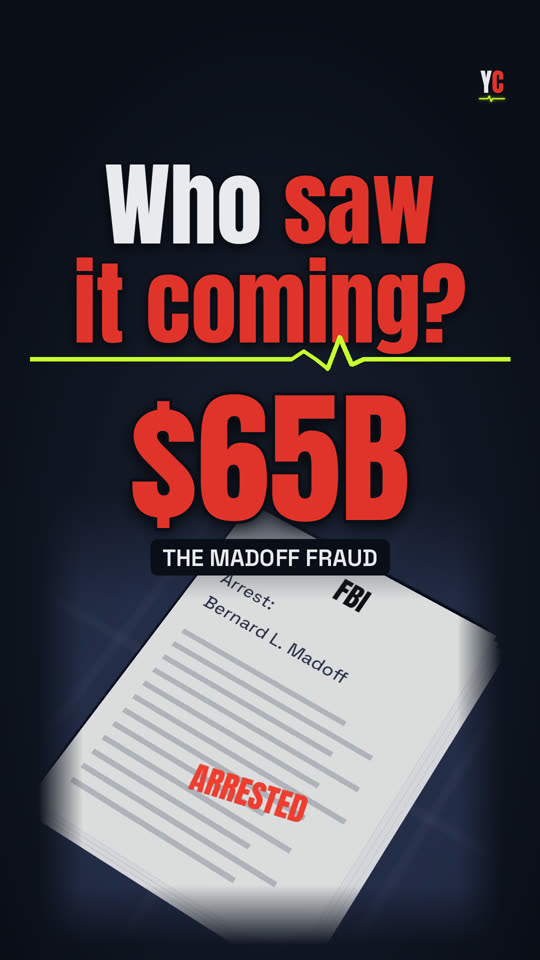 YC
Who saw
it coming?
$65B
THE MADOFF FRAUD
FBI
Arrest:
Bernard L. Madoff
ARRESTED